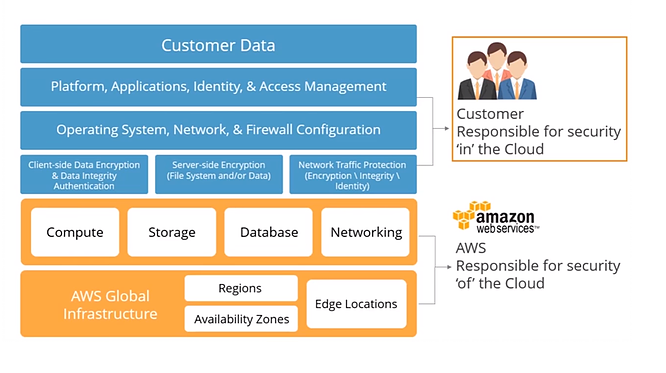 Customer Data
Platform, Applications, Identity, & Access Management
Operating System, Network, & Firewall Configuration
Client-side Data Encryption
& Data Integrity
Authentication
Server-side Encryption
(File System and/or Data)
Network Traffic Protection
(Encryption \ Integrity \
Identity)
Customer
Responsible for security
‘in’ the Cloud
Compute
Storage
Database
Networking
AWS Global
Infrastructure
Regions
Availability Zones
Edge Locations
amazon
web services™
AWS
Responsible for security
‘of’ the Cloud